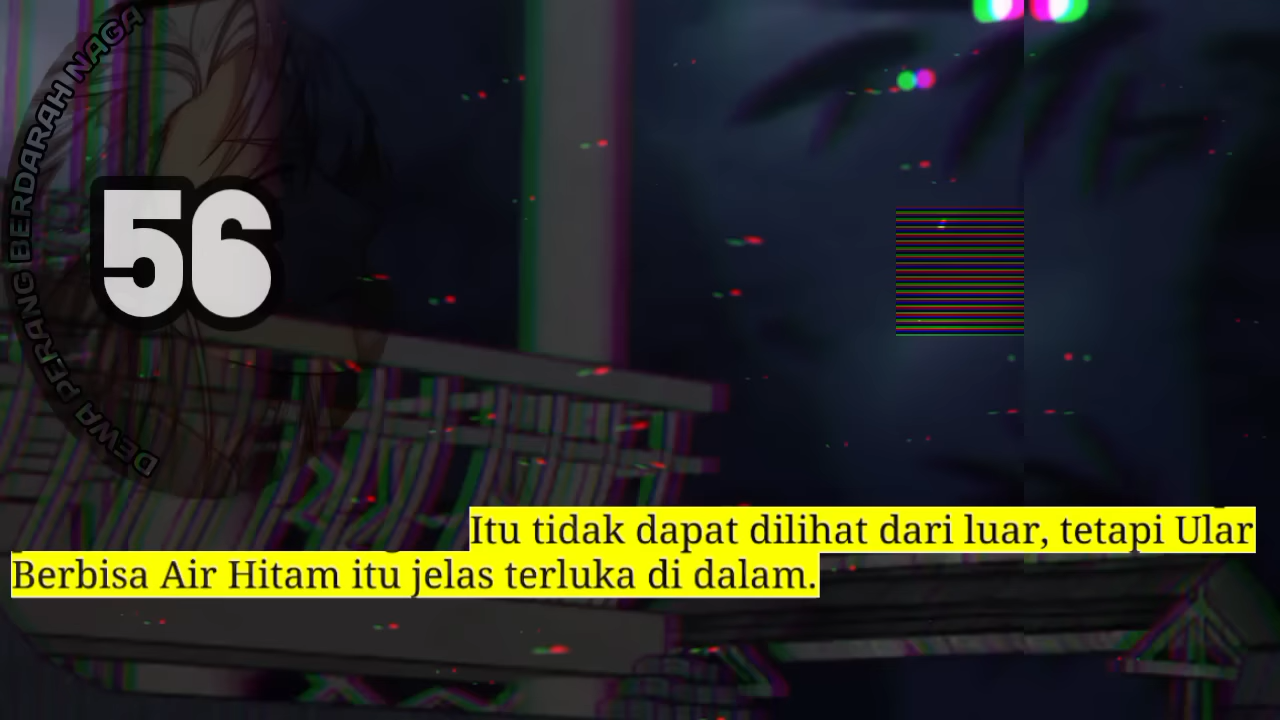 DEWA PERANG BERDARAH NAGA
56
Itu tidak dapat dilihat dari luar, tetapi Ular
Berbisa Air Hitam itu jelas terluka di dalam.